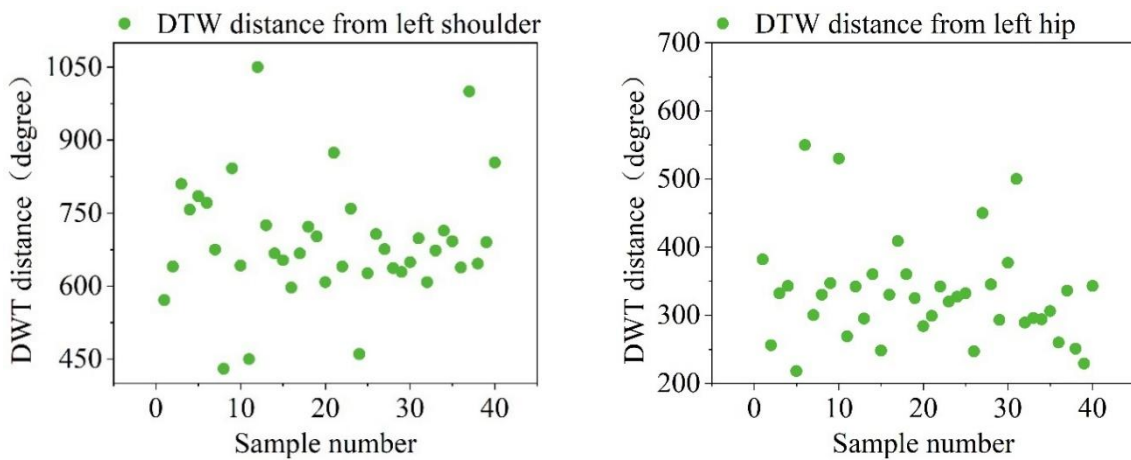 DTW distance from left shoulder
1050
900
750
600
450
DWT distance（degree）
0 10 20 30 40
Sample number
DTW distance from left hip
700
600
500
400
300
200
DWT distance（degree）
0 10 20 30 40
Sample number